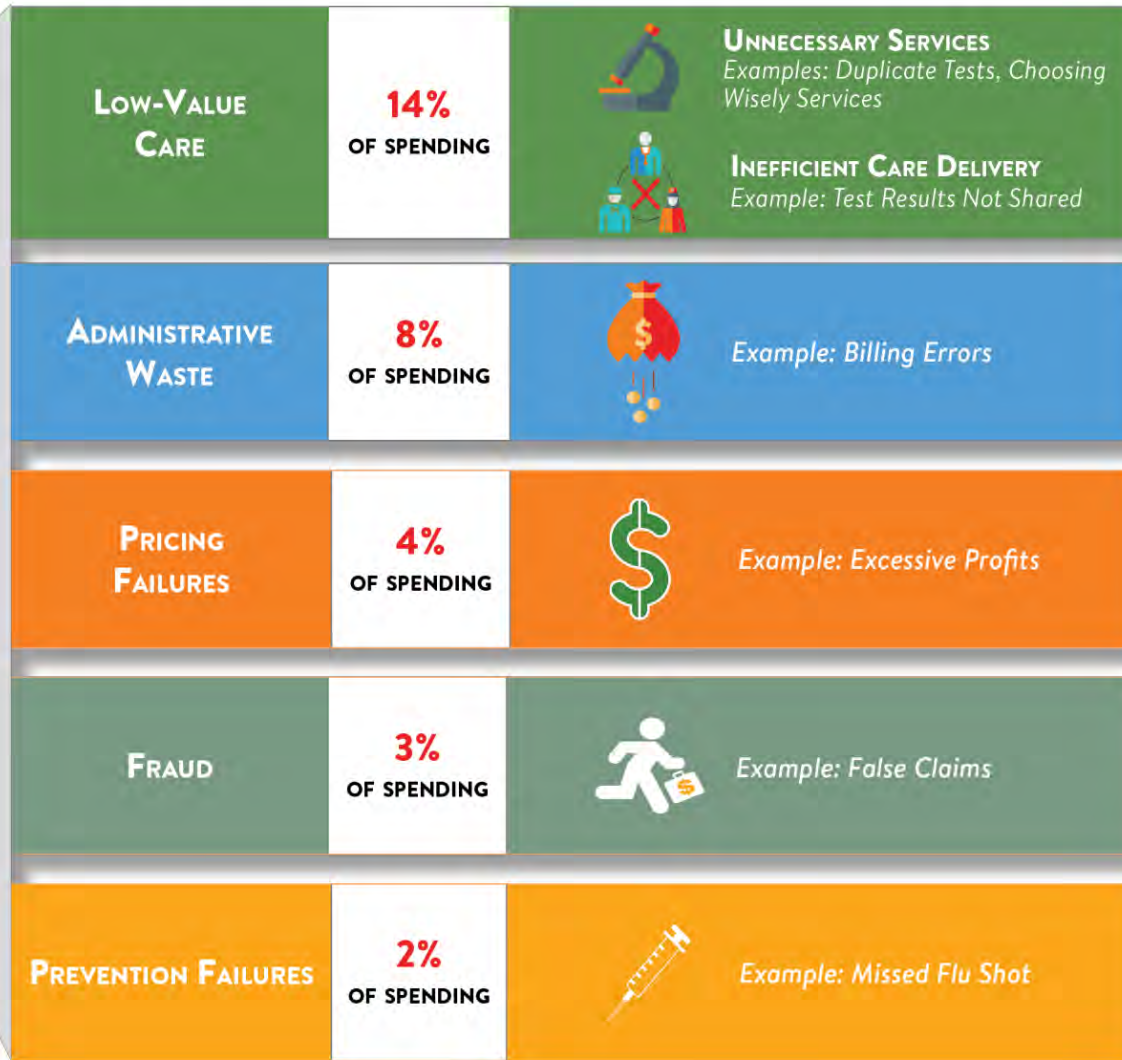 LOW-VALUE
CARE
14%
OF SPENDING
UNNECESSARY SERVICES
Examples: Duplicate Tests, Choosing
Wisely Services
INEFFICIENT CARE DELIVERY
Example: Test Results Not Shared
ADMINISTRATIVE
WASTE
8%
OF SPENDING
$
Example: Billing Errors
PRICING
FAILURES
4%
OF SPENDING
$
Example: Excessive Profits
FRAUD
3%
OF SPENDING
$
Example: False Claims
PREVENTION FAILURES
2%
OF SPENDING
Example: Missed Flu Shot